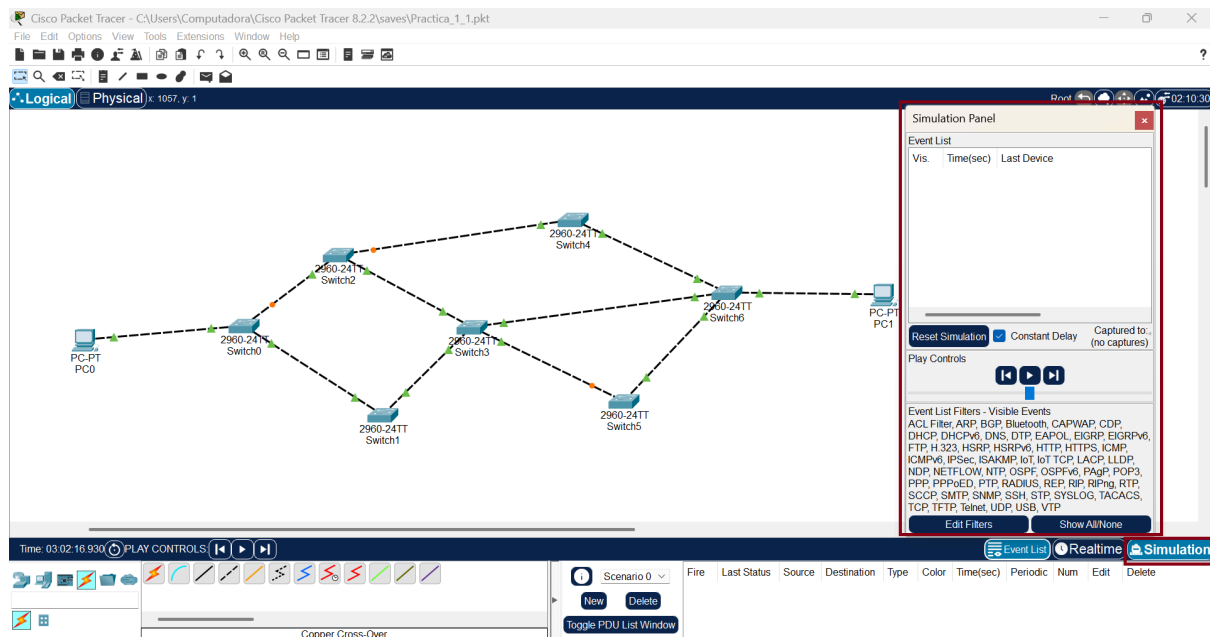 Cisco Packet Tracer - C:\Users\Computadora\Cisco Packet Tracer 8.2.2\saves\Practica_1_1.pkt
File Edit Options View Tools Extensions Window Help
?
Logical Physical x: 1057, y: 1
Root 02:10:30
Simulation Panel
Event List
Vis. Time(sec) Last Device
2960-24TT
Switch4
2960-24TT
Switch2
2960-24TT
Switch6
PC-PT
PC1
2960-24TT
Switch0
2960-24TT
Switch3
PC-PT
PC0
2960-24TT
Switch1
2960-24TT
Switch5
Reset Simulation Constant Delay Captured to:
(no captures)
Play Controls
Event List Filters - Visible Events
ACL Filter, ARP, BGP, Bluetooth, CAPWAP, CDP,
DHCP, DHCPv6, DNS, DTP, EAPOL, EIGRP, EIGRPv6,
FTP, H.323, HSRP, HSRPv6, HTTP, HTTPS, ICMP,
ICMPv6, IPSec, ISAKMP, IoT, IoT TCP, LACP, LLDP,
NDP, NETFLOW, NTP, OSPF, OSPFv6, PAgP, POP3,
PPP, PPPoED, PTP, RADIUS, REP, RIP, RIPng, RTP,
SCCP, SMTP, SNMP, SSH, STP, SYSLOG, TACACS,
TCP, TFTP, Telnet, UDP, USB, VTP
Edit Filters Show All/None
Time: 03:02:16.930 PLAY CONTROLS: Event List Realtime Simulation
Scenario 0 Fire Last Status Source Destination Type Color Time(sec) Periodic Num Edit Delete
New Delete
Toggle PDU List Window
Copper Cross-Over